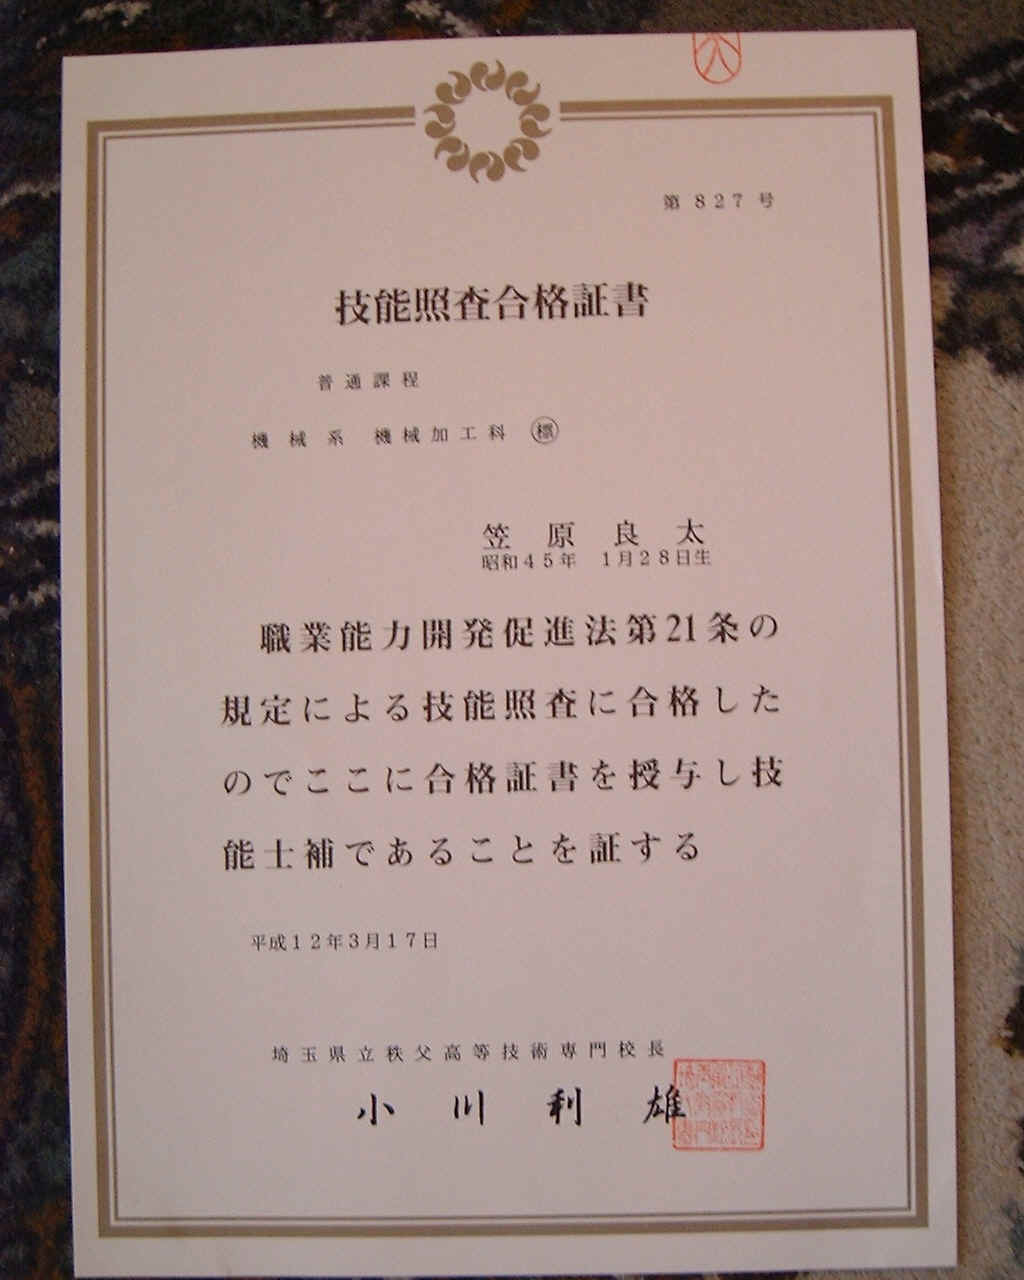 第 827 号
技能照査合格証書
普通課程
機械系 機械加工科 ㊥標
笠原良太
昭和45年 1月28日生
職業能力開発促進法第21条の
規定による技能照査に合格した
のでここに合格証書を授与し技
能士補であることを証する
平成12年3月17日
埼玉県立秩父高等技術専門校長
小川利雄